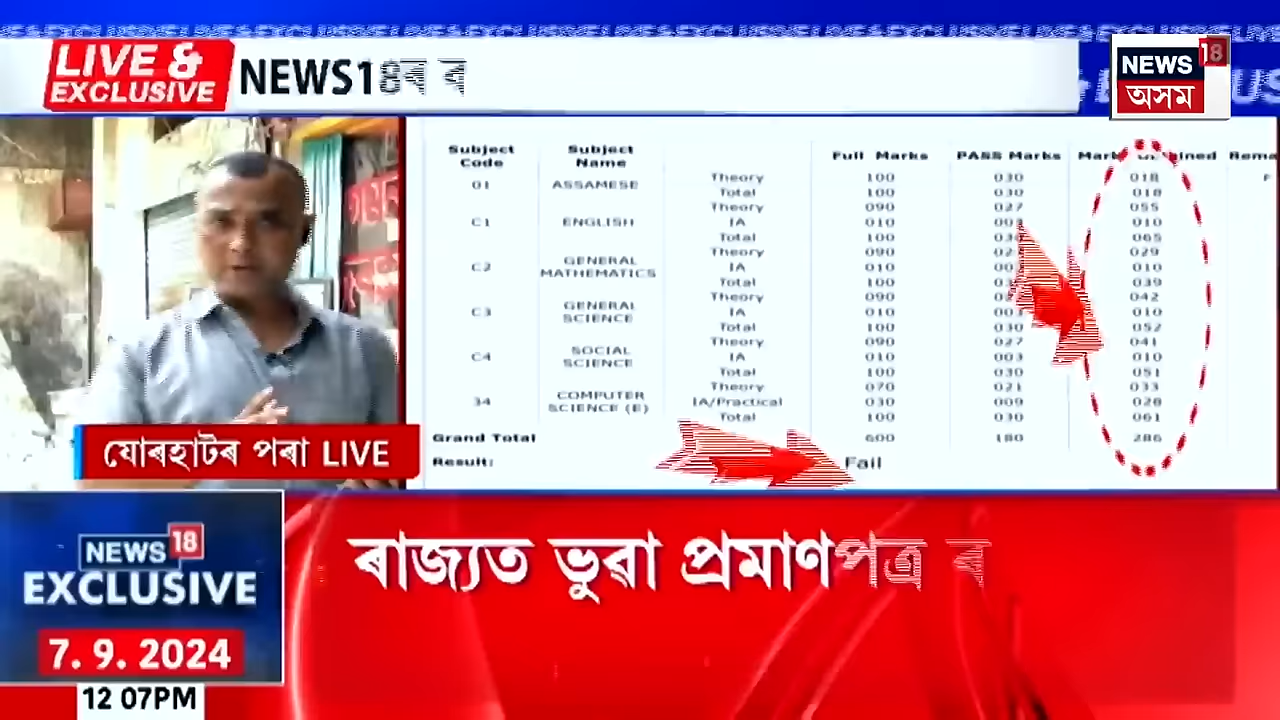 LIVE &
EXCLUSIVE
NEWS18ৰ
NEWS 18
অসম
Subject Code Subject Name Full Marks PASS Marks Remar
01 ASSAMESE Theory 100 030 018 F
Total 100 030 018
C1 ENGLISH Theory 090 027 055
IA 010 010
Total 100 065
C2 GENERAL MATHEMATICS Theory 090 029
IA 010 010
Total 100 039
C3 GENERAL SCIENCE Theory 090 042
IA 010 010
Total 100 030 052
C4 SOCIAL SCIENCE Theory 090 027 041
IA 010 003 010
Total 100 030 051
34 COMPUTER SCIENCE (E) Theory 070 021 033
IA/Practical 030 009 028
Total 100 030 061
Grand Total 600 180 286
Result: Fail
যোৰহাটৰ পৰা LIVE
NEWS 18
EXCLUSIVE
7. 9. 2024
12 07PM
ৰাজ্যত ভুৱা প্ৰমাণপত্ৰ